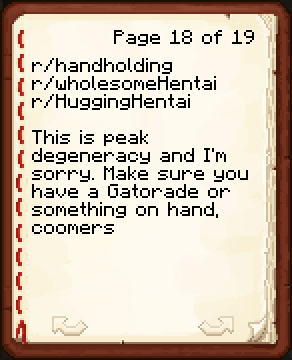 Page 18 of 19
r/handholding
r/wholesomeHentai
r/HuggingHentai
This is peak
degeneracy and I'm
sorry. Make sure you
have a Gatorade or
something on hand,
coomers